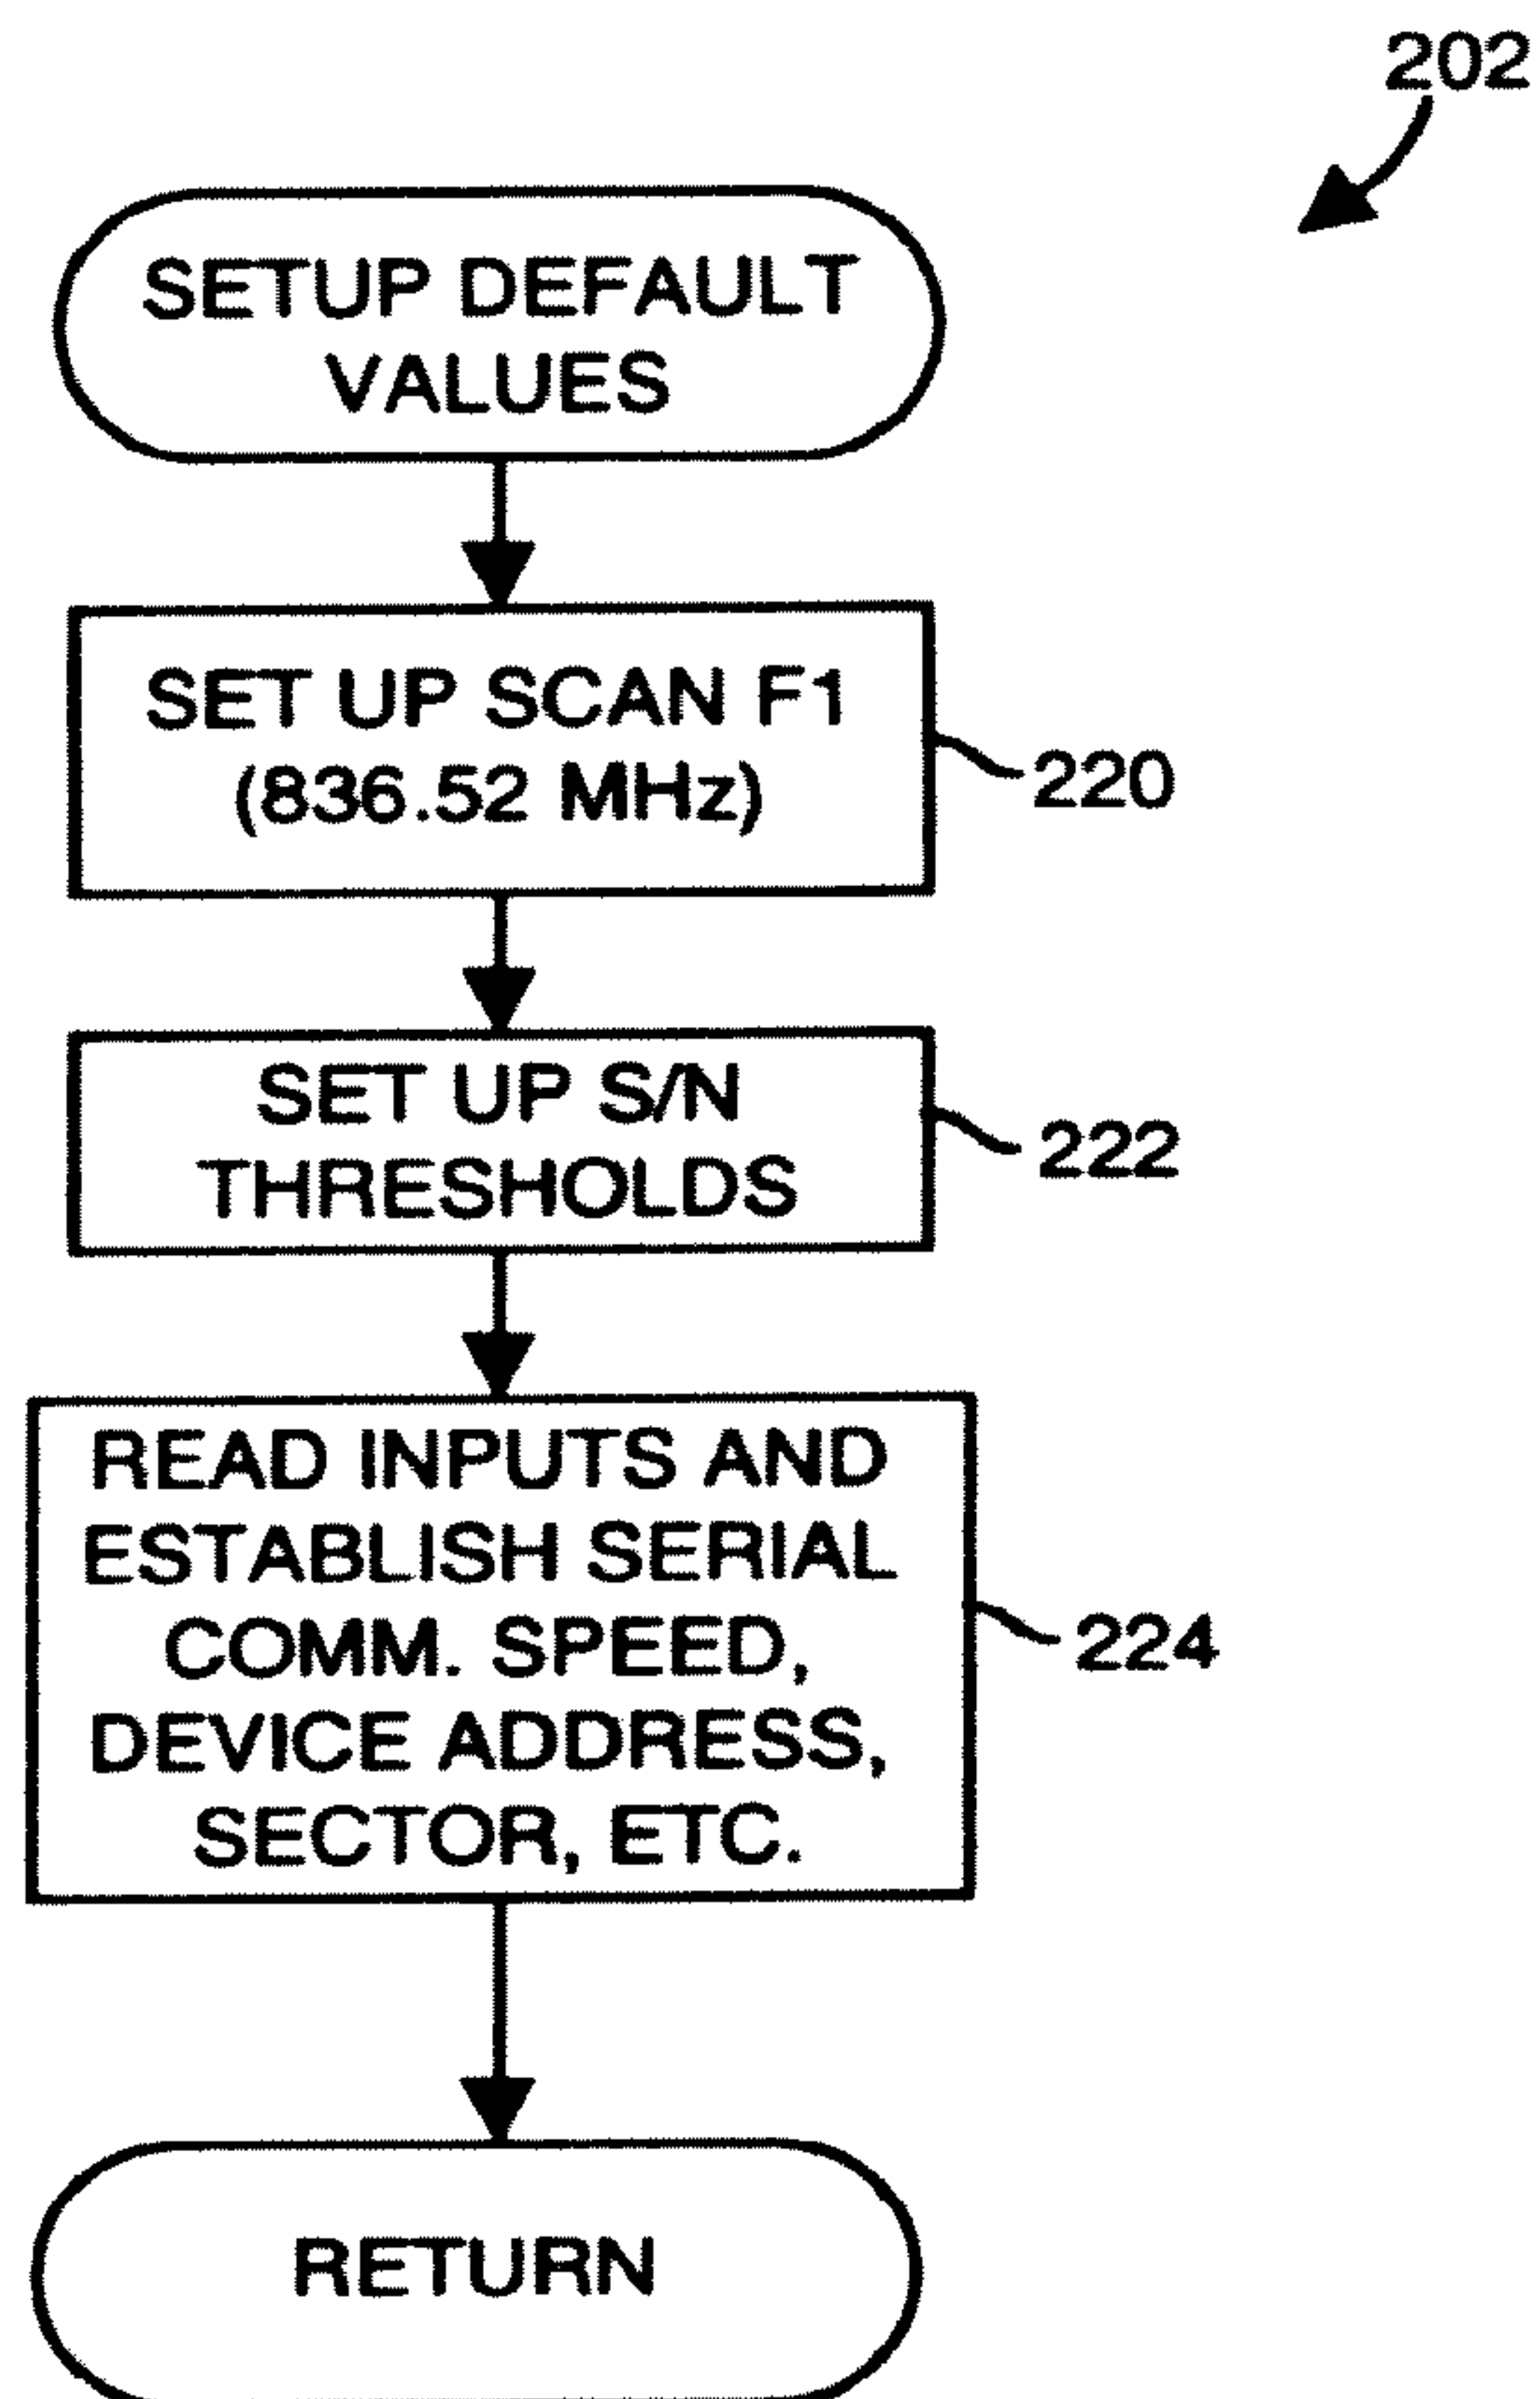 202
SETUP DEFAULT
VALUES
SET UP SCAN F1
(836.52 MHz)
220
SET UP S/N
THRESHOLDS
222
READ INPUTS AND
ESTABLISH SERIAL
COMM. SPEED,
DEVICE ADDRESS,
SECTOR, ETC.
224
RETURN